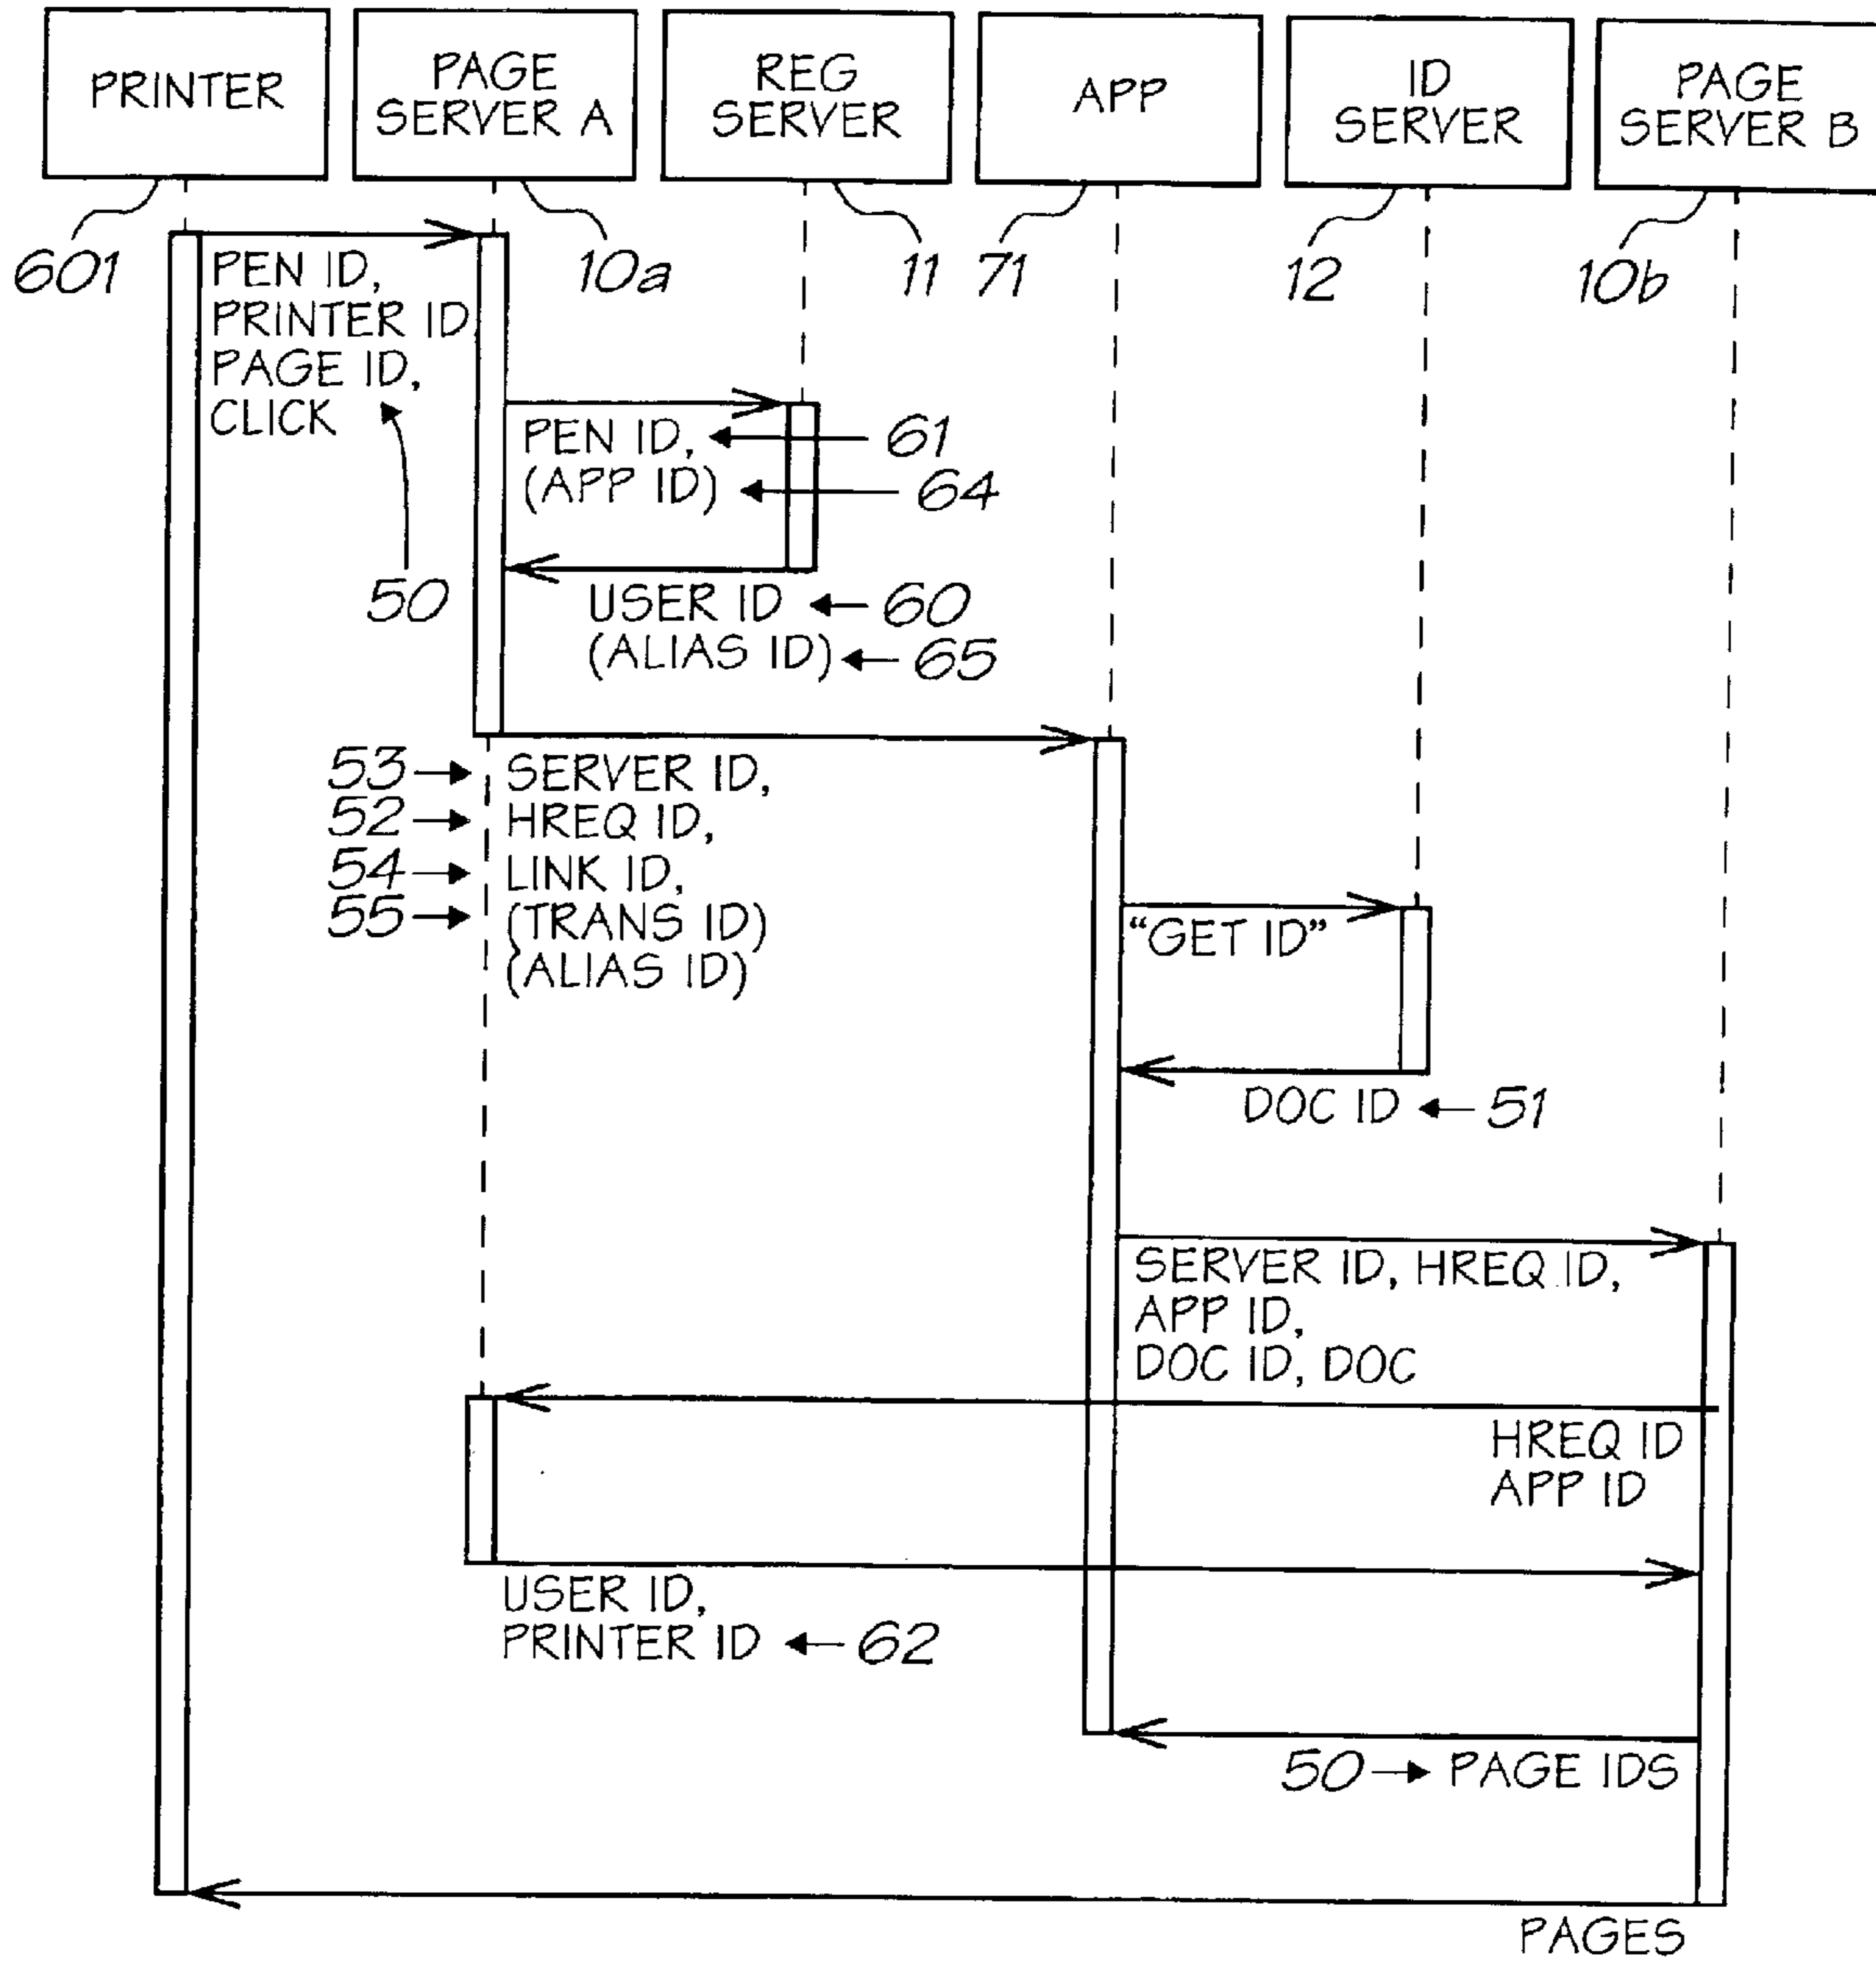 PRINTER
PAGE
SERVER A
REG
SERVER
APP
ID
SERVER
PAGE
SERVER B
601
10a
11
71
12
10b
PEN ID,
PRINTER ID
PAGE ID,
CLICK
50
PEN ID,
(APP ID)
61
64
USER ID
(ALIAS ID)
60
65
53
52
54
55
SERVER ID,
HREQ ID,
LINK ID,
(TRANS ID)
(ALIAS ID)
"GET ID"
DOC ID
51
SERVER ID, HREQ ID,
APP ID,
DOC ID, DOC
HREQ ID
APP ID
USER ID,
PRINTER ID
62
50
PAGE IDS
PAGES